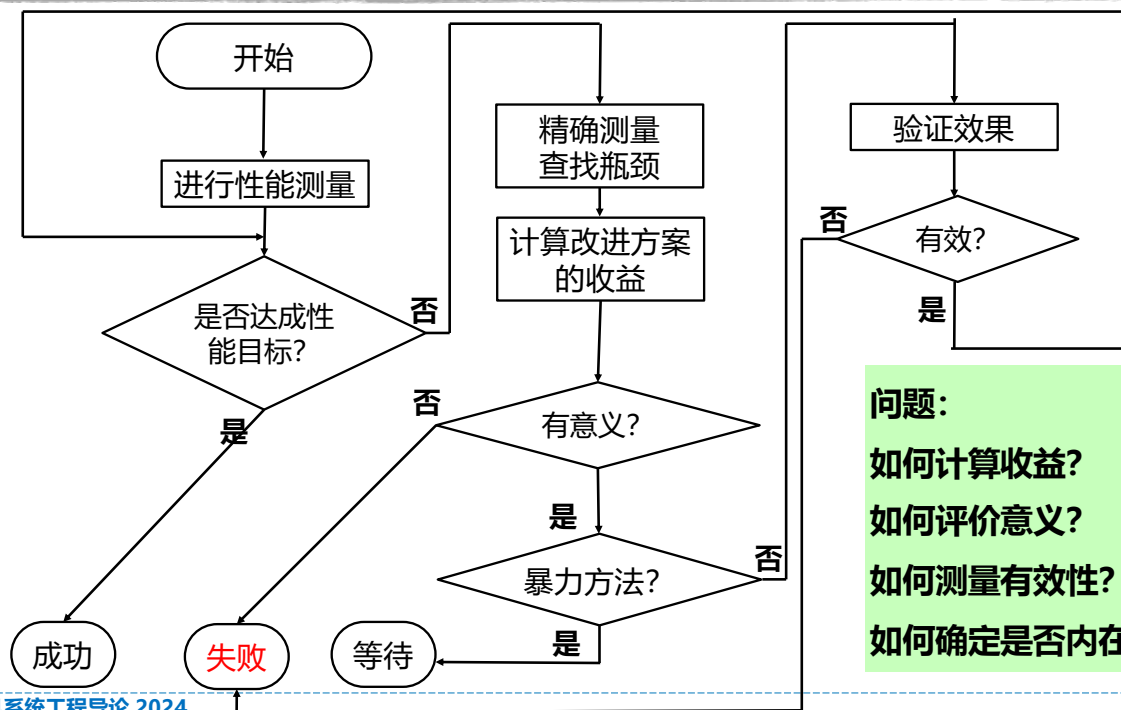 开始
进行性能测量
是否达成性
能目标?
否
是
精确测量
查找瓶颈
计算改进方案
的收益
有意义?
否
是
暴力方法?
否
是
验证效果
有效?
否
是
成功
失败
等待
问题：
如何计算收益?
如何评价意义?
如何测量有效性?
如何确定是否内在
系统工程导论 2024